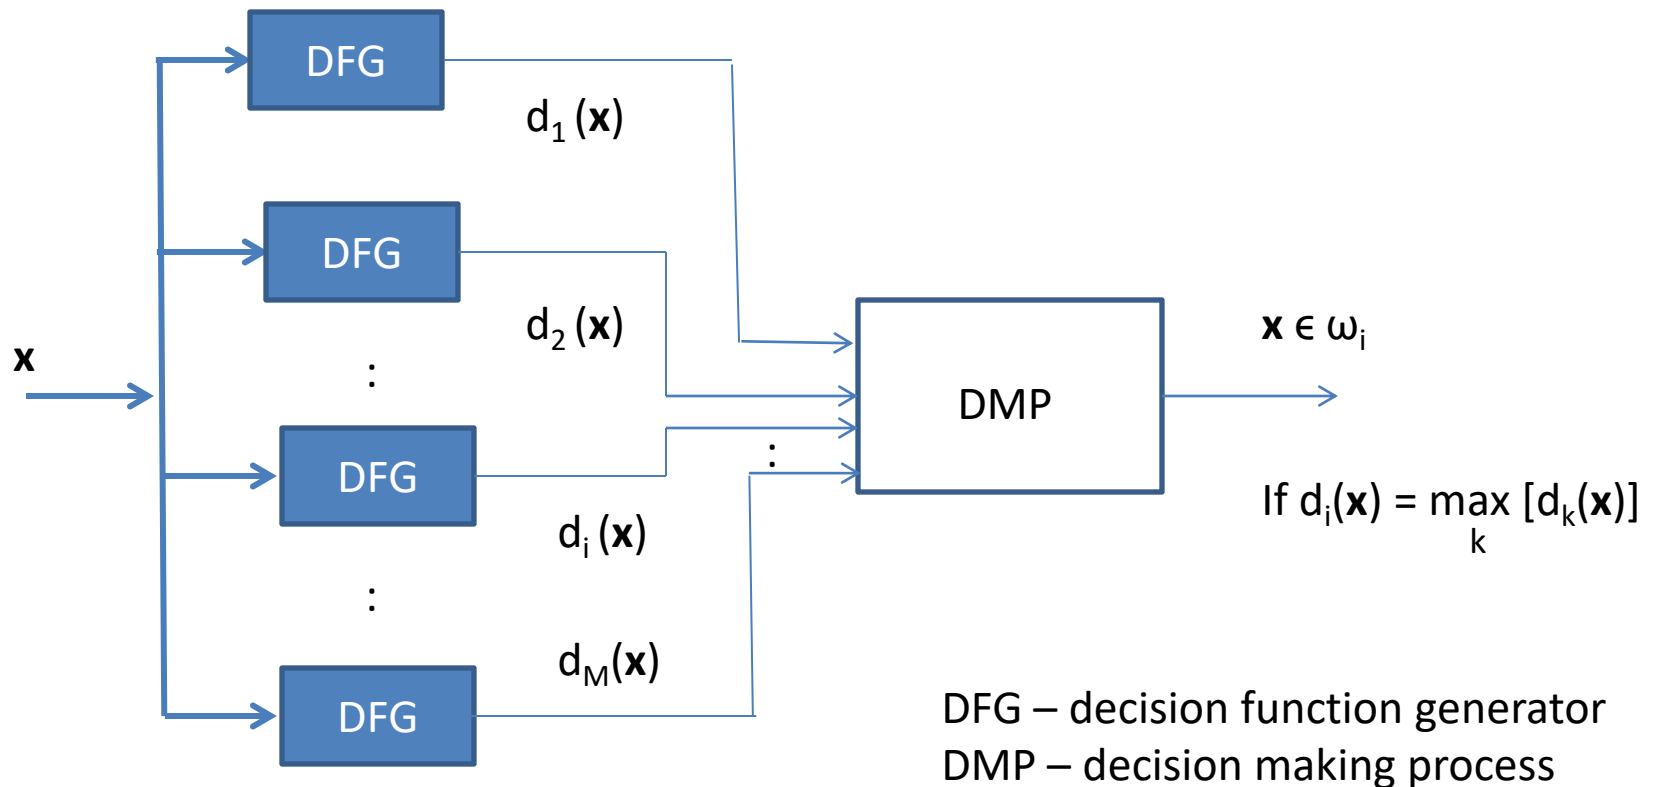 DFG
d1 (x)
DFG
d2 (x)
x
:
DFG
di (x)
:
DFG
dM(x)
:
DMP
x ϵ ωi
If di(x) = max [dk(x)]
k
DFG – decision function generator
DMP – decision making process